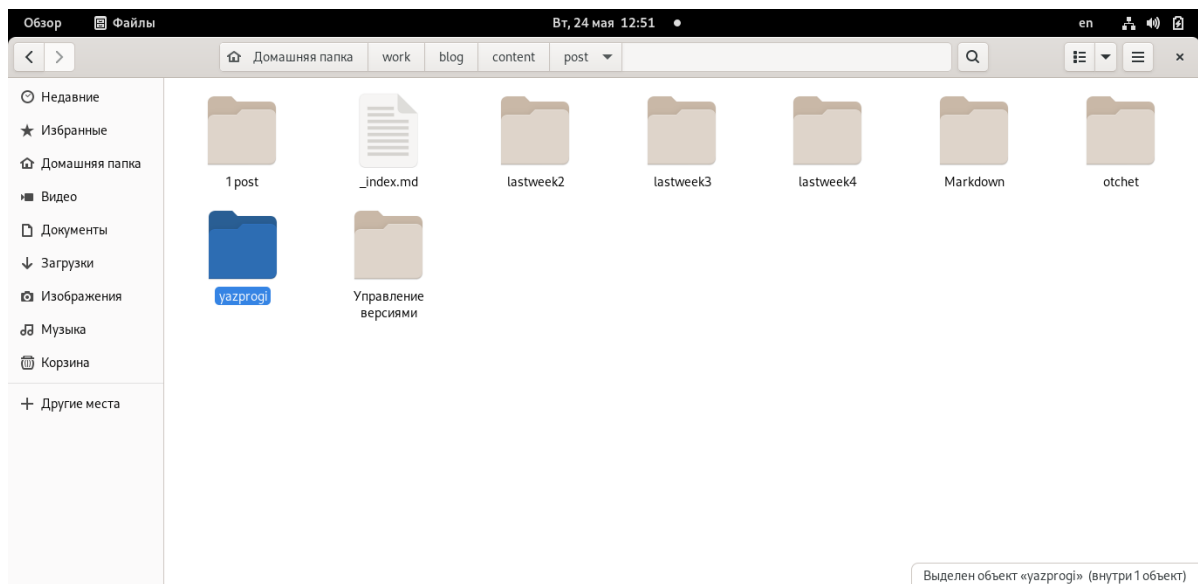 Обзор Файлы Вт, 24 мая 12:51 en
Домашняя папка work blog content post
Недавние
Избранные
Домашняя папка
Видео
Документы
Загрузки
Изображения
Музыка
Корзина
Другие места
1 post _index.md lastweek2 lastweek3 lastweek4 Markdown otchet
yazprogi Управление
версиями
Выделен объект «yazprogi» (внутри 1 объект)